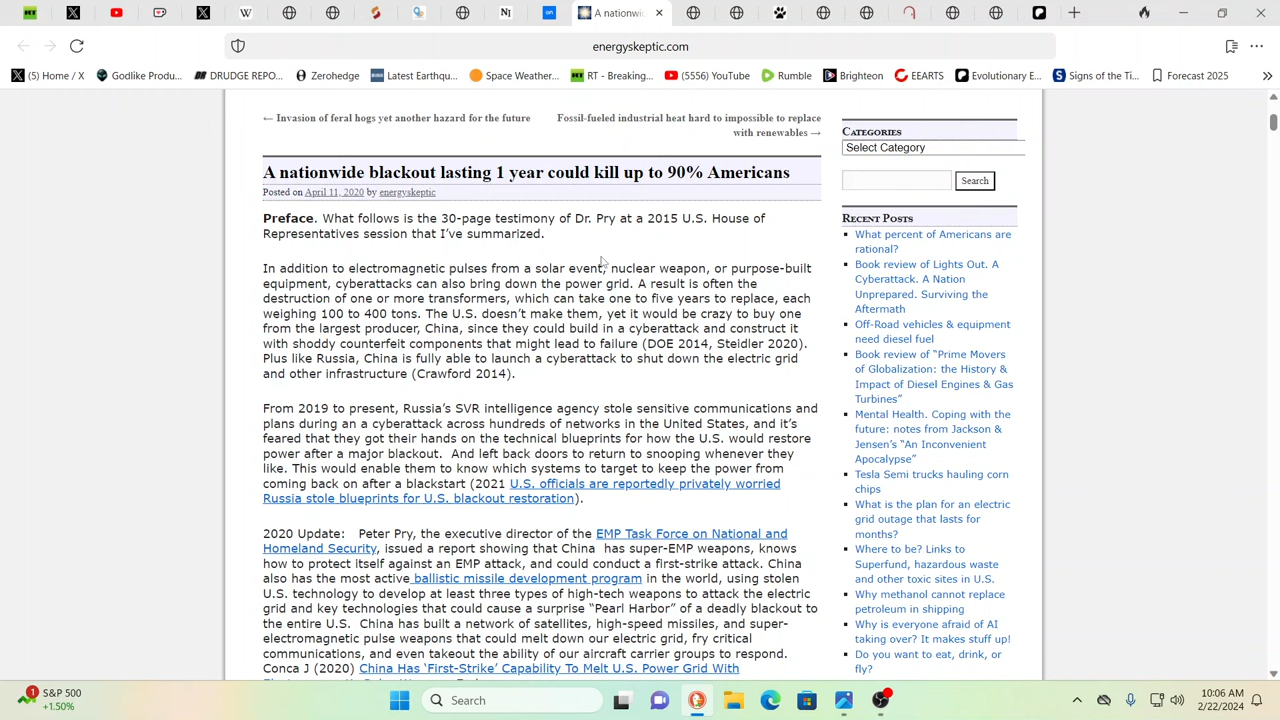 A nationwic
energyskeptic.com
(5) Home / X
Godlike Produ...
DRUDGE REPO...
Zerohedge
Latest Earthqu...
Space Weather...
RT - Breaking...
(5556) YouTube
Rumble
Brighteon
EEARTS
Evolutionary E...
Signs of the Ti...
Forecast 2025
← Invasion of feral hogs yet another hazard for the future
Fossil-fueled industrial heat hard to impossible to replace
with renewables →
A nationwide blackout lasting 1 year could kill up to 90% Americans
Posted on April 11, 2020 by energyskeptic
Preface. What follows is the 30-page testimony of Dr. Pry at a 2015 U.S. House of
Representatives session that I've summarized.
In addition to electromagnetic pulses from a solar event, nuclear weapon, or purpose-built
equipment, cyberattacks can also bring down the power grid. A result is often the
destruction of one or more transformers, which can take one to five years to replace, each
weighing 100 to 400 tons. The U.S. doesn't make them, yet it would be crazy to buy one
from the largest producer, China, since they could build in a cyberattack and construct it
with shoddy counterfeit components that might lead to failure (DOE 2014, Steidler 2020).
Plus like Russia, China is fully able to launch a cyberattack to shut down the electric grid
and other infrastructure (Crawford 2014).
From 2019 to present, Russia's SVR intelligence agency stole sensitive communications and
plans during an a cyberattack across hundreds of networks in the United States, and it's
feared that they got their hands on the technical blueprints for how the U.S. would restore
power after a major blackout. And left back doors to return to snooping whenever they
like. This would enable them to know which systems to target to keep the power from
coming back on after a blackstart (2021 U.S. officials are reportedly privately worried
Russia stole blueprints for U.S. blackout restoration).
2020 Update: Peter Pry, the executive director of the EMP Task Force on National and
Homeland Security, issued a report showing that China has super-EMP weapons, knows
how to protect itself against an EMP attack, and could conduct a first-strike attack. China
also has the most active ballistic missile development program in the world, using stolen
U.S. technology to develop at least three types of high-tech weapons to attack the electric
grid and key technologies that could cause a surprise "Pearl Harbor" of a deadly blackout to
the entire U.S. China has built a network of satellites, high-speed missiles, and super-
electromagnetic pulse weapons that could melt down our electric grid, fry critical
communications, and even takeout the ability of our aircraft carrier groups to respond.
Conca J (2020) China Has 'First-Strike' Capability To Melt U.S. Power Grid With
Categories
Select Category
Search
Recent Posts
What percent of Americans are
rational?
Book review of Lights Out. A
Cyberattack. A Nation
Unprepared. Surviving the
Aftermath
Off-Road vehicles & equipment
need diesel fuel
Book review of "Prime Movers
of Globalization: the History &
Impact of Diesel Engines & Gas
Turbines"
Mental Health. Coping with the
future: notes from Jackson &
Jensen's "An Inconvenient
Apocalypse"
Tesla Semi trucks hauling corn
chips
What is the plan for an electric
grid outage that lasts for
months?
Where to be? Links to
Superfund, hazardous waste
and other toxic sites in U.S.
Why methanol cannot replace
petroleum in shipping
Why is everyone afraid of AI
taking over? It makes stuff up!
Do you want to eat, drink, or
fly?
1
S&P 500
+1.50%
Search
10:06 AM
2/22/2024